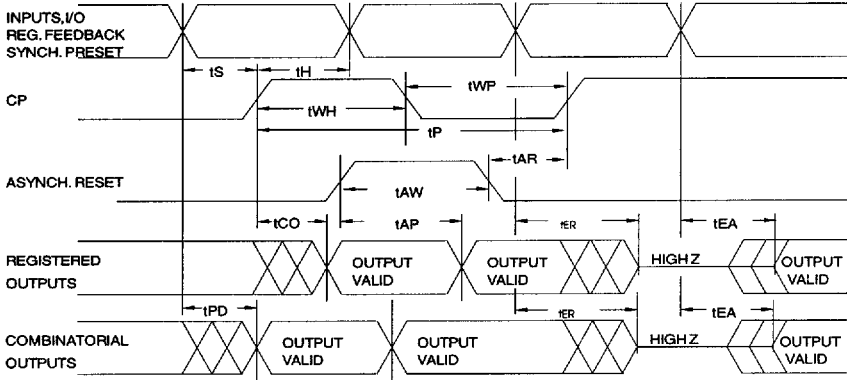 INPUTS,I/O
REG. FEEDBACK
SYNCH. PRESET
tS
tH
CP
tWP
tWH
tP
tAR
ASYNCH. RESET
tAW
tCO
tAP
tER
tEA
REGISTERED
OUTPUTS
OUTPUT
VALID
OUTPUT
VALID
HIGH Z
OUTPUT
VALID
tPD
tER
tEA
COMBINATORIAL
OUTPUTS
OUTPUT
VALID
OUTPUT
VALID
HIGH Z
OUTPUT
VALID